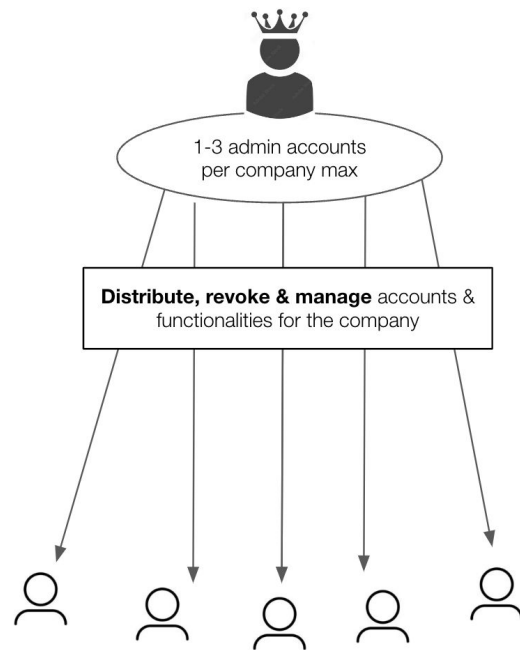 1-3 admin accounts
per company max
Distribute, revoke & manage accounts &
functionalities for the company